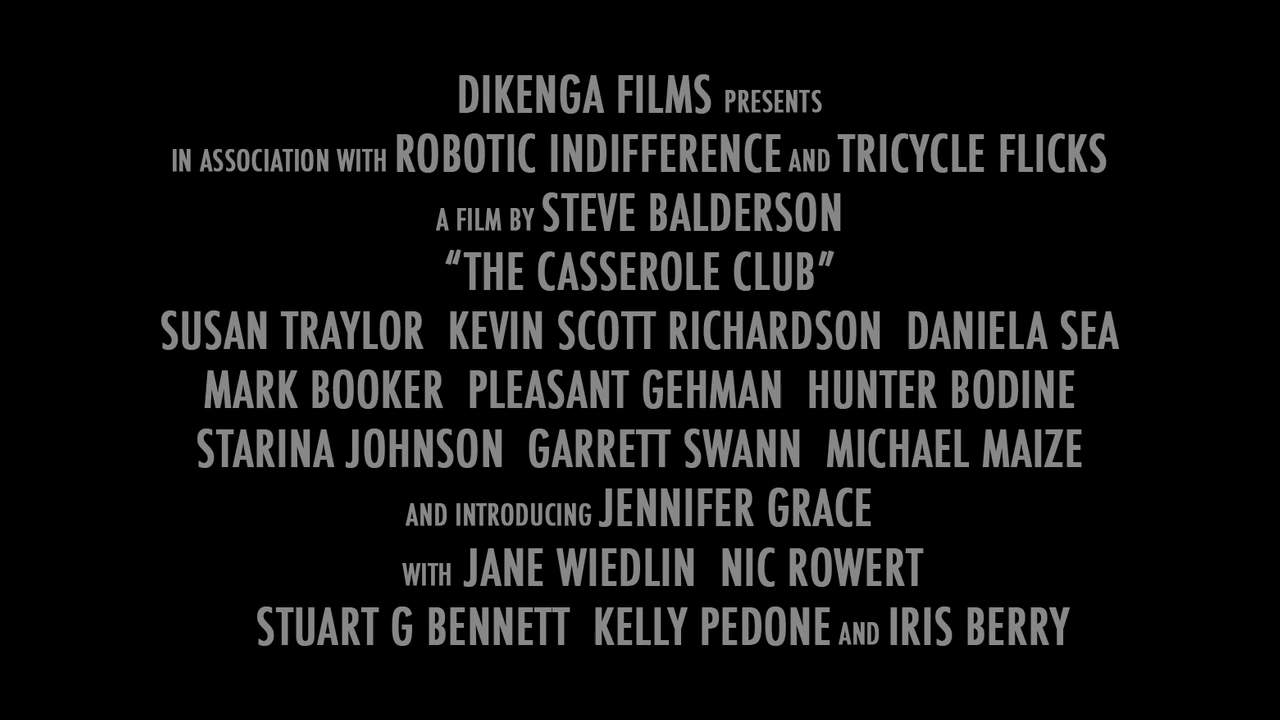 DIKENGA FILMS PRESENTS
IN ASSOCIATION WITH ROBOTIC INDIFFERENCE AND TRICYCLE FLICKS
A FILM BY STEVE BALDERSON
“THE CASSEROLE CLUB”
SUSAN TRAYLOR KEVIN SCOTT RICHARDSON DANIELA SEA
MARK BOOKER PLEASANT GEHMAN HUNTER BODINE
STARINA JOHNSON GARRETT SWANN MICHAEL MAIZE
AND INTRODUCING JENNIFER GRACE
WITH JANE WIEDLIN NIC ROWERT
STUART G BENNETT KELLY PEDONE AND IRIS BERRY